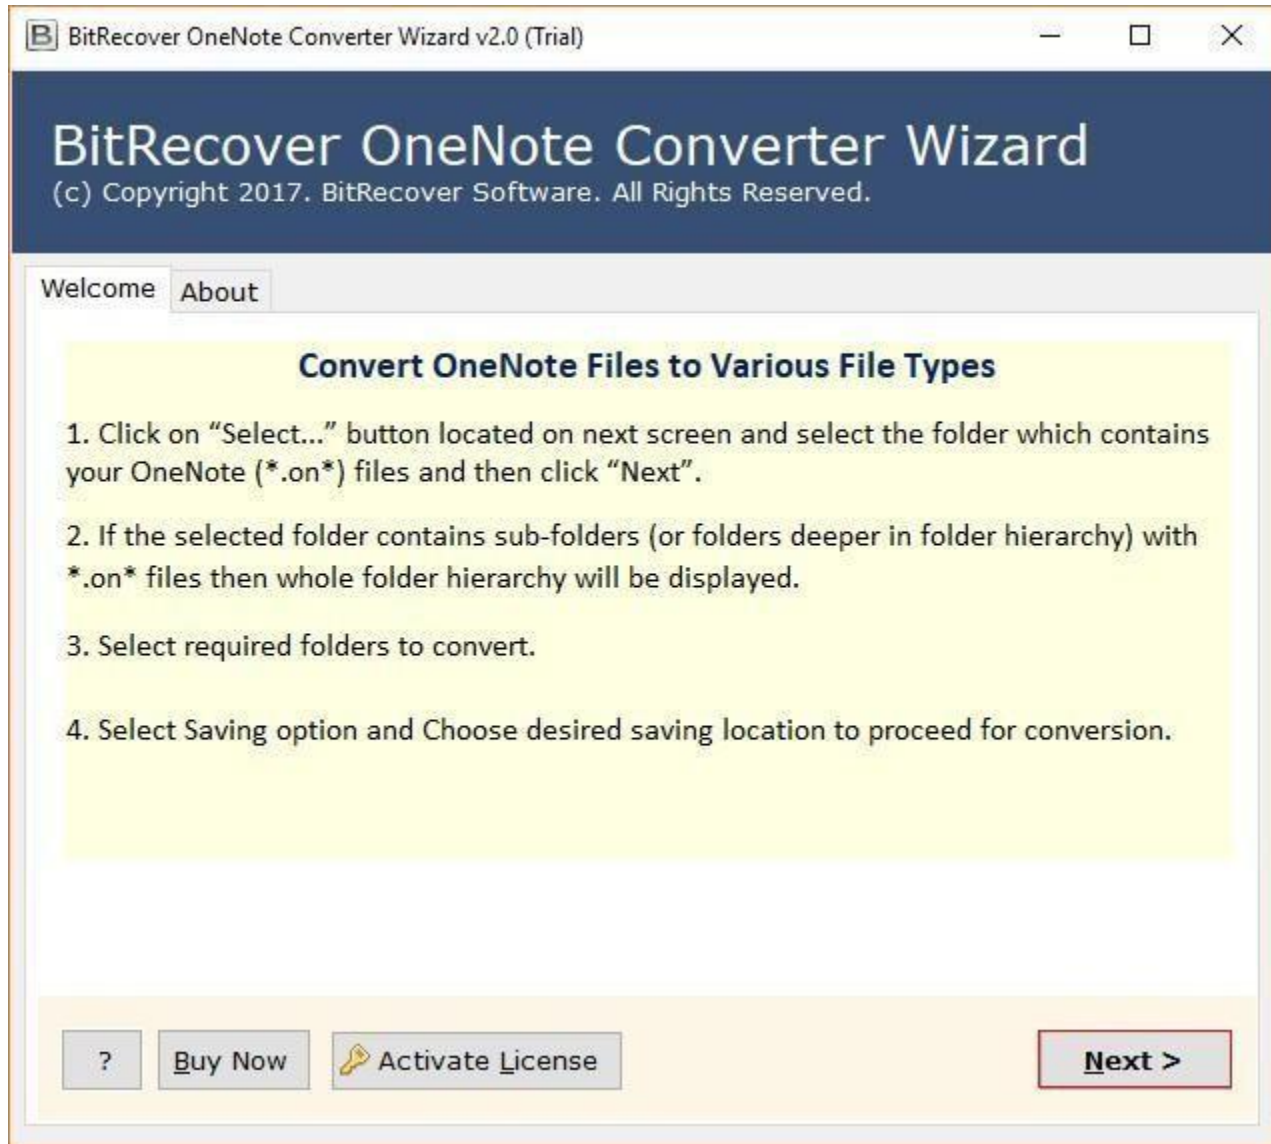 BitRecover OneNote Converter Wizard v2.0 (Trial)
BitRecover OneNote Converter Wizard
(c) Copyright 2017. BitRecover Software. All Rights Reserved.
Welcome About
Convert OneNote Files to Various File Types
1. Click on “Select...” button located on next screen and select the folder which contains
your OneNote (*.on*) files and then click “Next”.
2. If the selected folder contains sub-folders (or folders deeper in folder hierarchy) with
*.on* files then whole folder hierarchy will be displayed.
3. Select required folders to convert.
4. Select Saving option and Choose desired saving location to proceed for conversion.
? Buy Now Activate License Next >